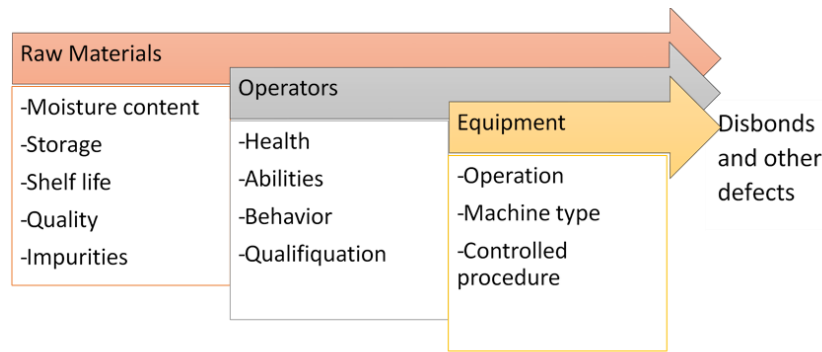 Raw Materials
-Moisture content
-Storage
-Shelf life
-Quality
-Impurities
Operators
-Health
-Abilities
-Behavior
-Qualifiquation
Equipment
-Operation
-Machine type
-Controlled
procedure
Disbonds
and other
defects